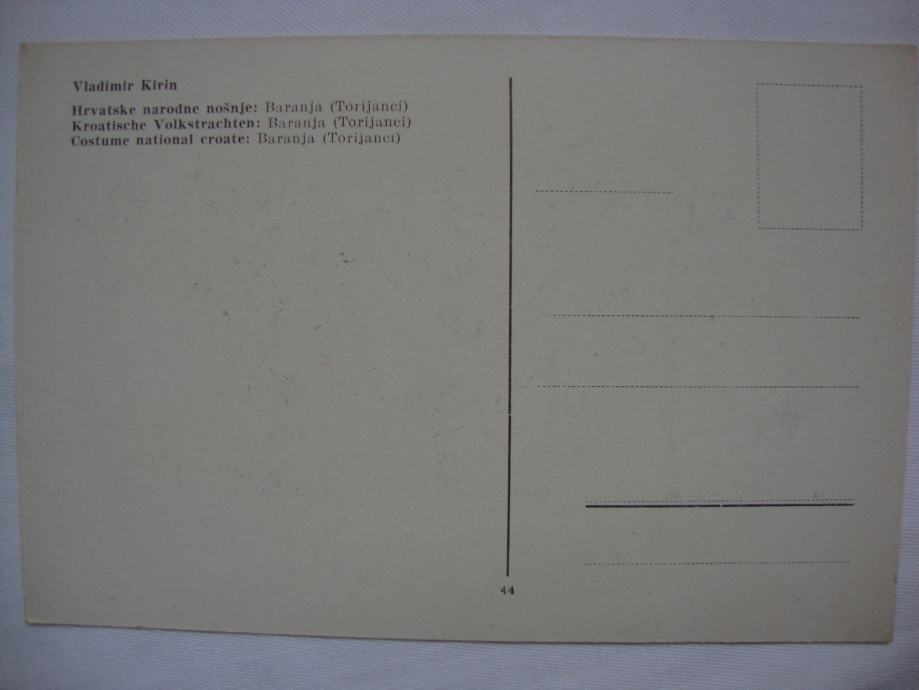 Vladimir Kirin
Hrvatske narodne nošnje: Baranja (Torijanci)
Kroatische Volkstrachten: Baranja (Torijanci)
Costume national croate: Baranja (Torijanci)
44